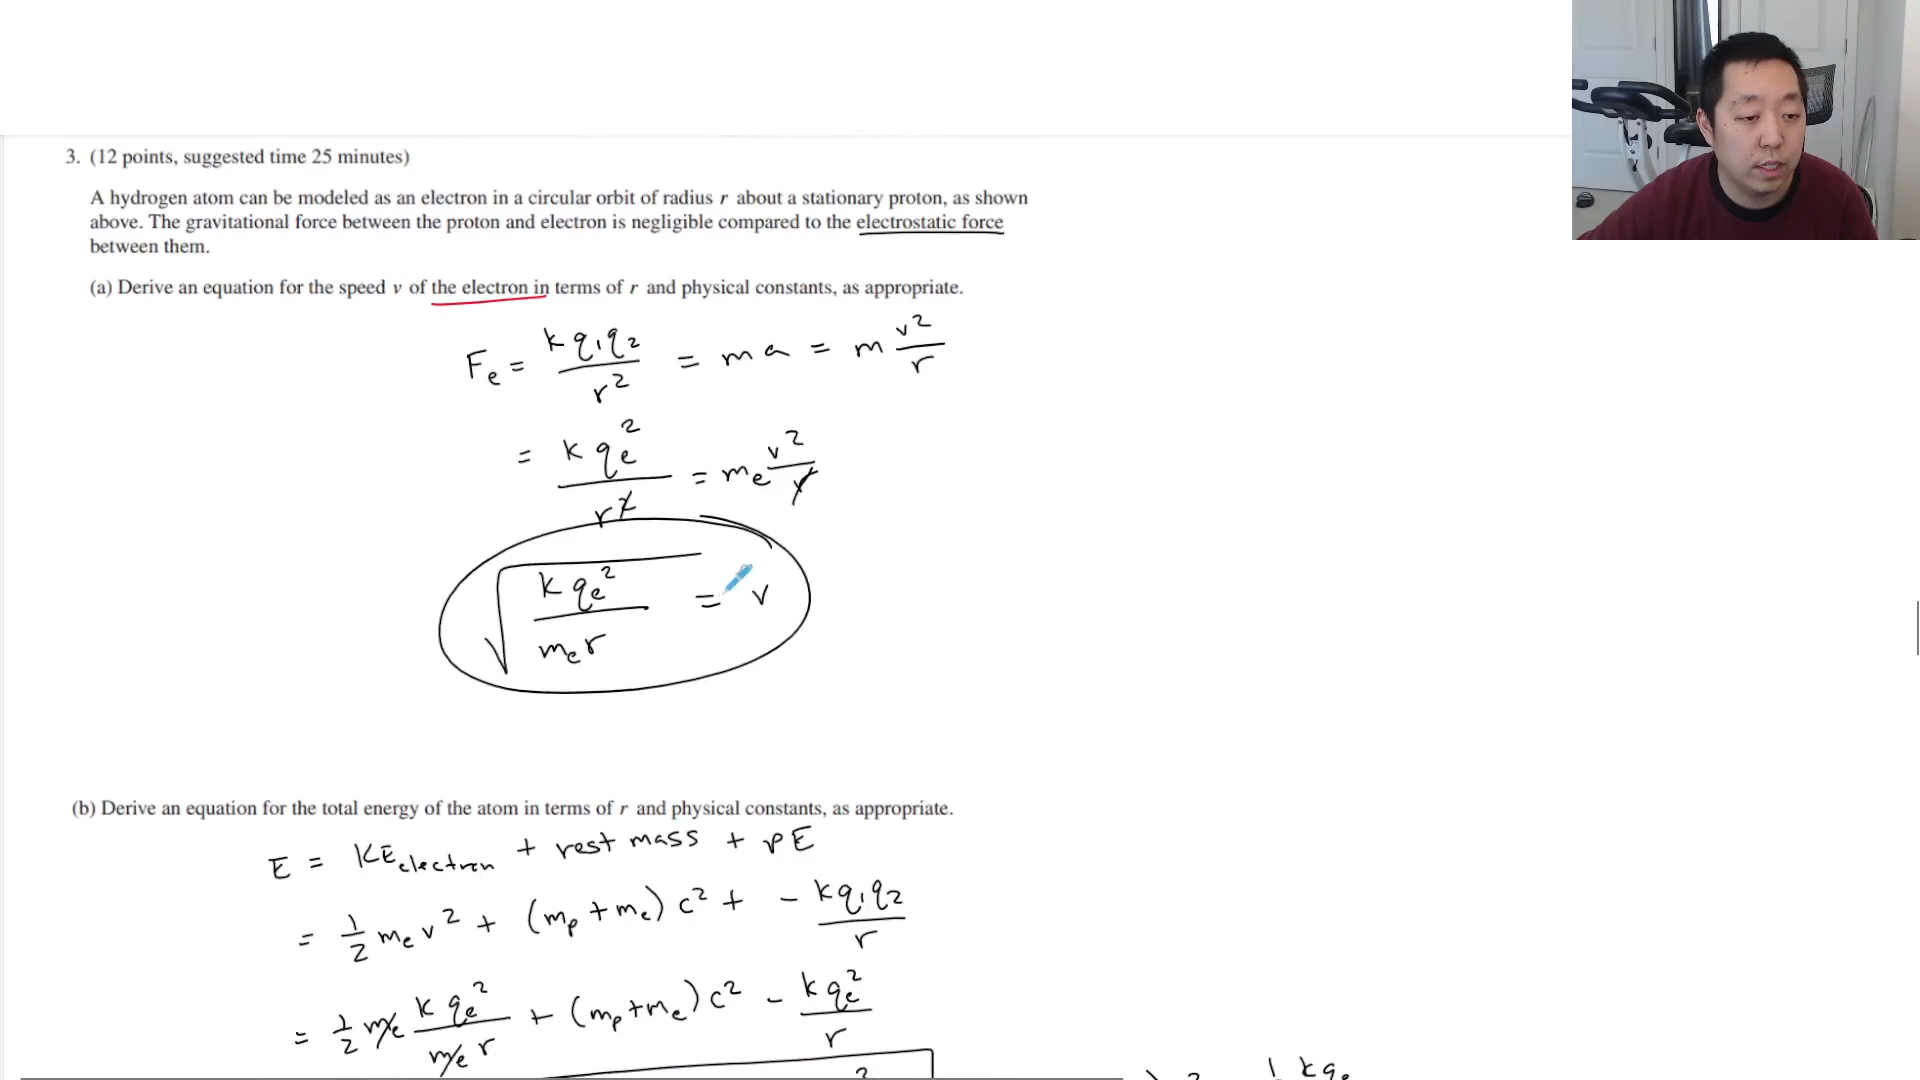 3. (12 points, suggested time 25 minutes)
A hydrogen atom can be modeled as an electron in a circular orbit of radius r about a stationary proton, as shown
above. The gravitational force between the proton and electron is negligible compared to the electrostatic force
between them.
(a) Derive an equation for the speed v of the electron in terms of r and physical constants, as appropriate.
Fe = kq₁q₂/r² = ma = m v²/r
= kqe²/r² = me v²/r
√(kqe²/(me r)) = v
(b) Derive an equation for the total energy of the atom in terms of r and physical constants, as appropriate.
E = KEelectron + rest mass + PE
= 1/2 me v² + (mp + me) c² + - kq₁q₂/r
= 1/2 me kqe²/(me r) + (mp + me) c² - kqe²/r